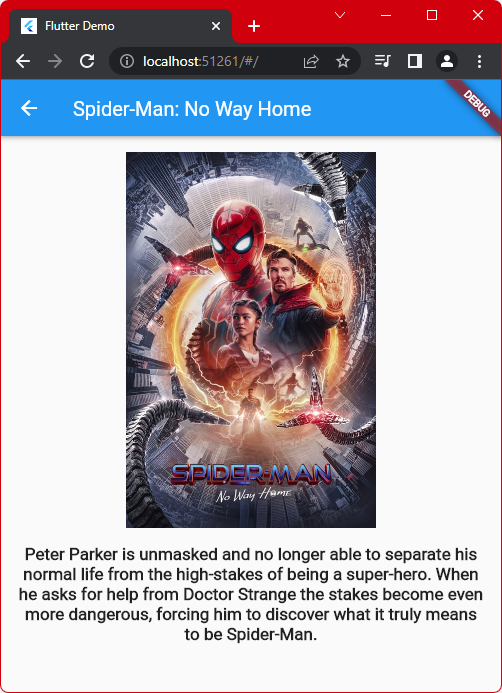 Flutter Demo
localhost:51261/#/
Spider-Man: No Way Home
DEBUG
SPIDER-MAN
No Way Home
Peter Parker is unmasked and no longer able to separate his
normal life from the high-stakes of being a super-hero. When
he asks for help from Doctor Strange the stakes become even
more dangerous, forcing him to discover what it truly means
to be Spider-Man.